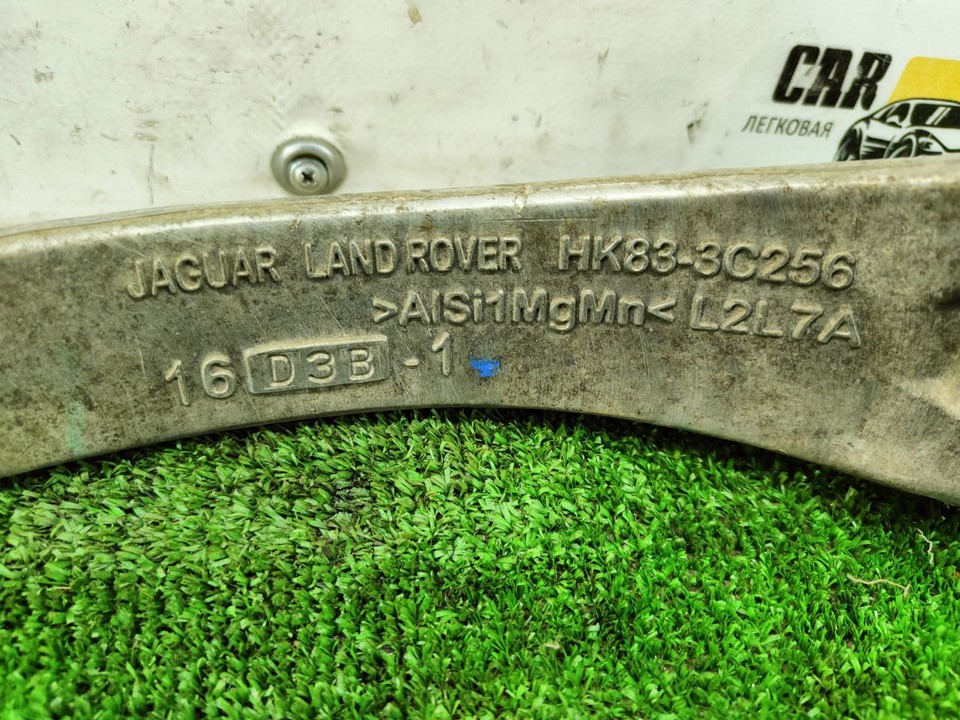 CAR
ЛЕГКОВАЯ
JAGUAR LAND ROVER HK83-3C256
>AlSi1MgMn< L2L7A
16 D3B -1